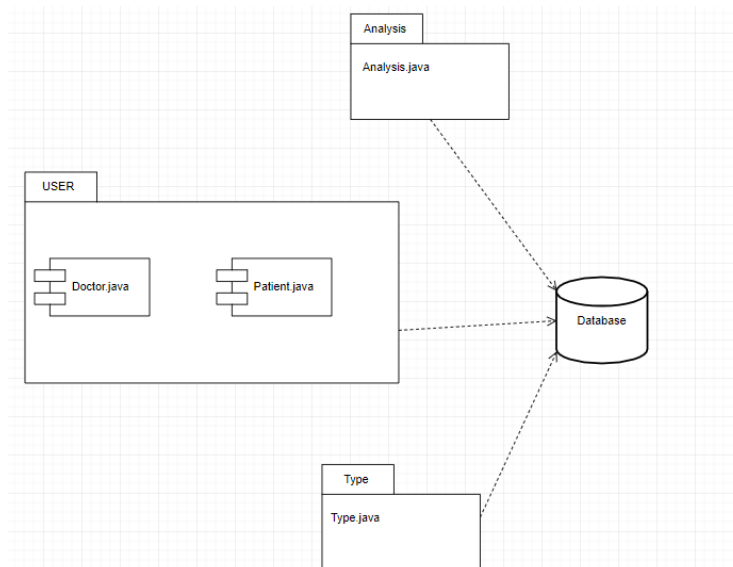 Analysis
Analysis.java
USER
Doctor.java
Patient.java
Database
Type
Type.java